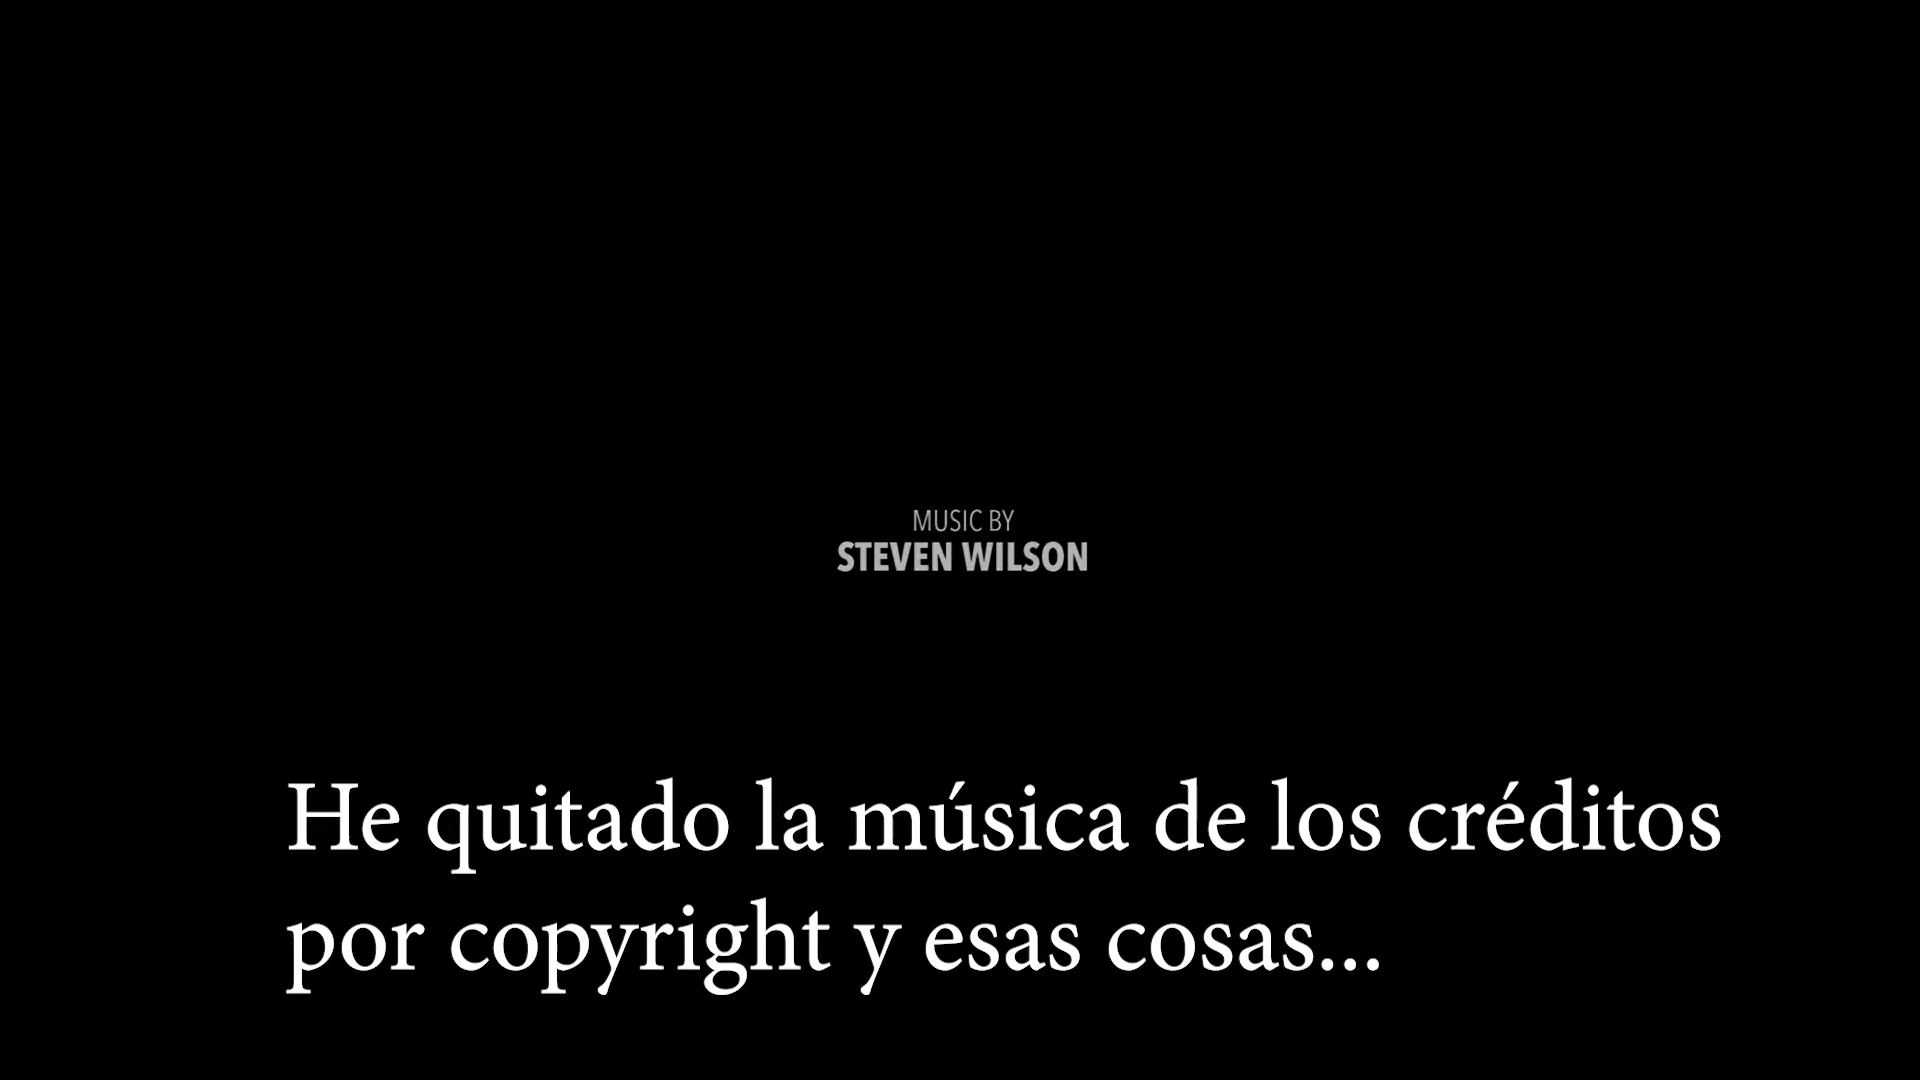 MUSIC BY
STEVEN WILSON
He quitado la música de los créditos
por copyright y esas cosas...